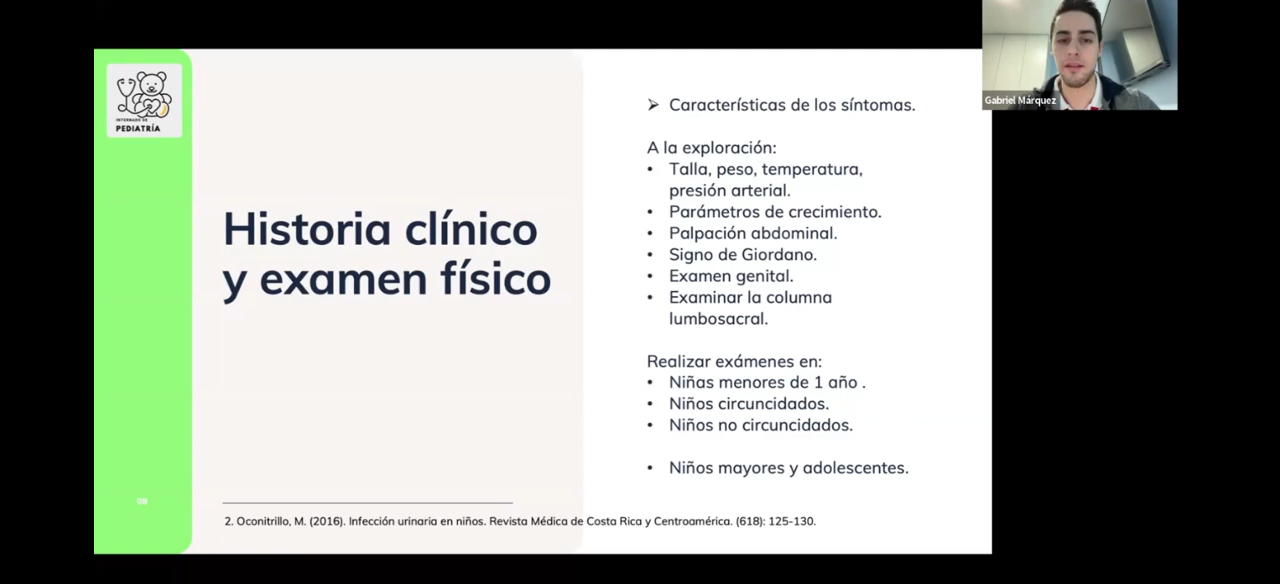 INTERNADO DE
PEDIATRÍA
Historia clínico
y examen físico
➢ Características de los síntomas.
A la exploración:
• Talla, peso, temperatura,
presión arterial.
• Parámetros de crecimiento.
• Palpación abdominal.
• Signo de Giordano.
• Examen genital.
• Examinar la columna
lumbosacral.
Realizar exámenes en:
• Niñas menores de 1 año .
• Niños circuncidados.
• Niños no circuncidados.
• Niños mayores y adolescentes.
2. Oconitrillo, M. (2016). Infección urinaria en niños. Revista Médica de Costa Rica y Centroamérica. (618): 125-130.
Gabriel Márquez